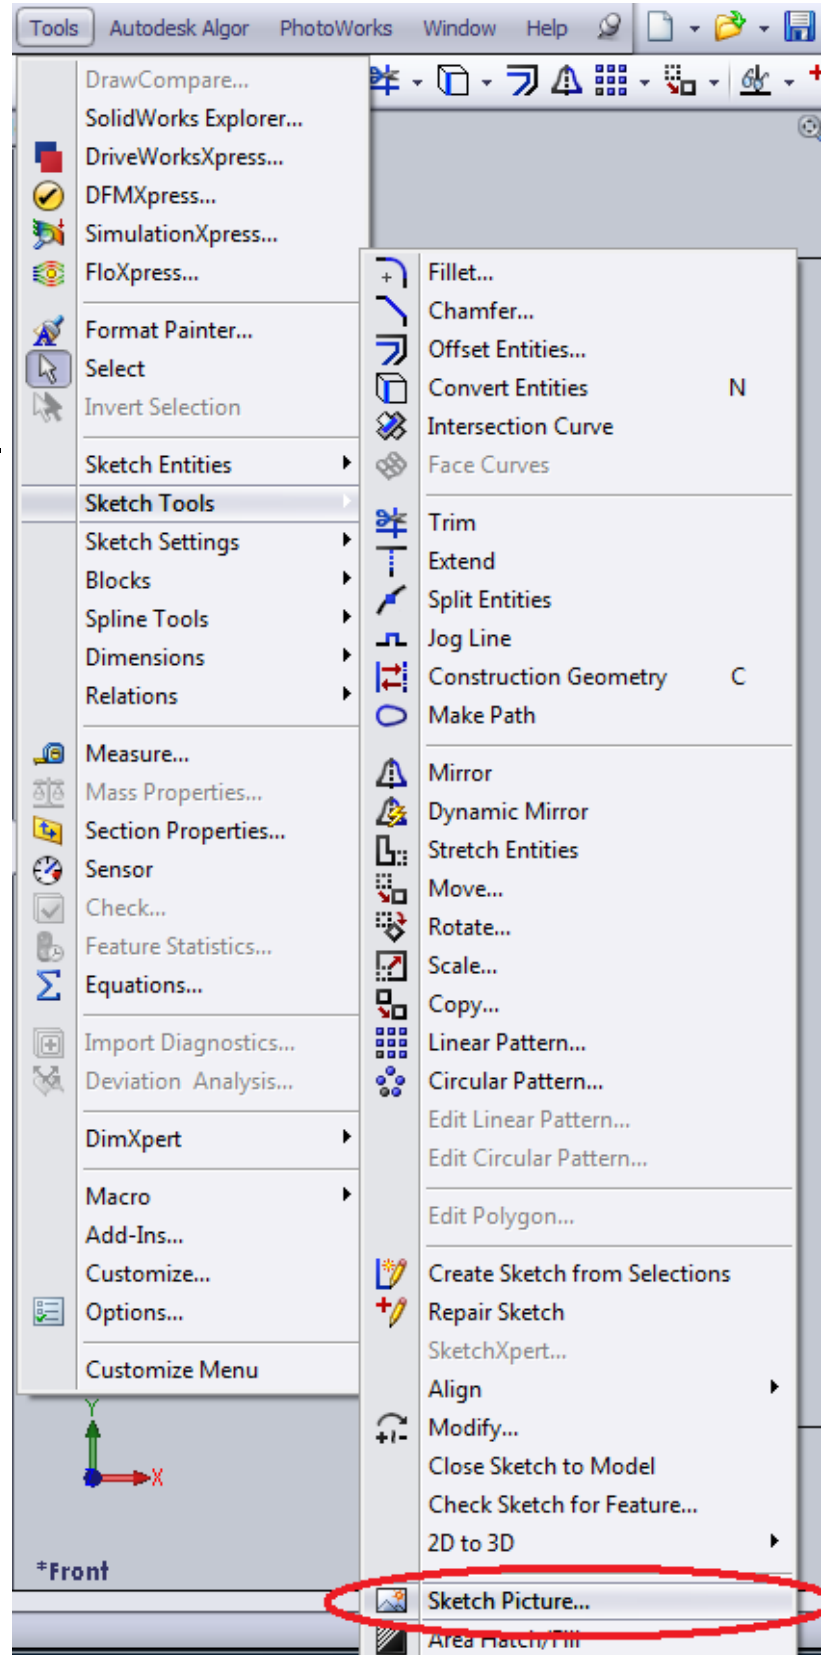 Tools Autodesk Algor PhotoWorks Window Help
DrawCompare...
SolidWorks Explorer...
DriveWorksXpress...
DFMXpress...
SimulationXpress...
FloXpress...
Format Painter...
Select
Invert Selection
Sketch Entities
Sketch Tools
Sketch Settings
Blocks
Spline Tools
Dimensions
Relations
Measure...
Mass Properties...
Section Properties...
Sensor
Check...
Feature Statistics...
Equations...
Import Diagnostics...
Deviation Analysis...
DimXpert
Macro
Add-Ins...
Customize...
Options...
Customize Menu
Fillet...
Chamfer...
Offset Entities...
Convert Entities N
Intersection Curve
Face Curves
Trim
Extend
Split Entities
Jog Line
Construction Geometry C
Make Path
Mirror
Dynamic Mirror
Stretch Entities
Move...
Rotate...
Scale...
Copy...
Linear Pattern...
Circular Pattern...
Edit Linear Pattern...
Edit Circular Pattern...
Edit Polygon...
Create Sketch from Selections
Repair Sketch
SketchXpert...
Align
Modify...
Close Sketch to Model
Check Sketch for Feature...
2D to 3D
Sketch Picture...
Area Hatch/Fill
Y
X
*Front